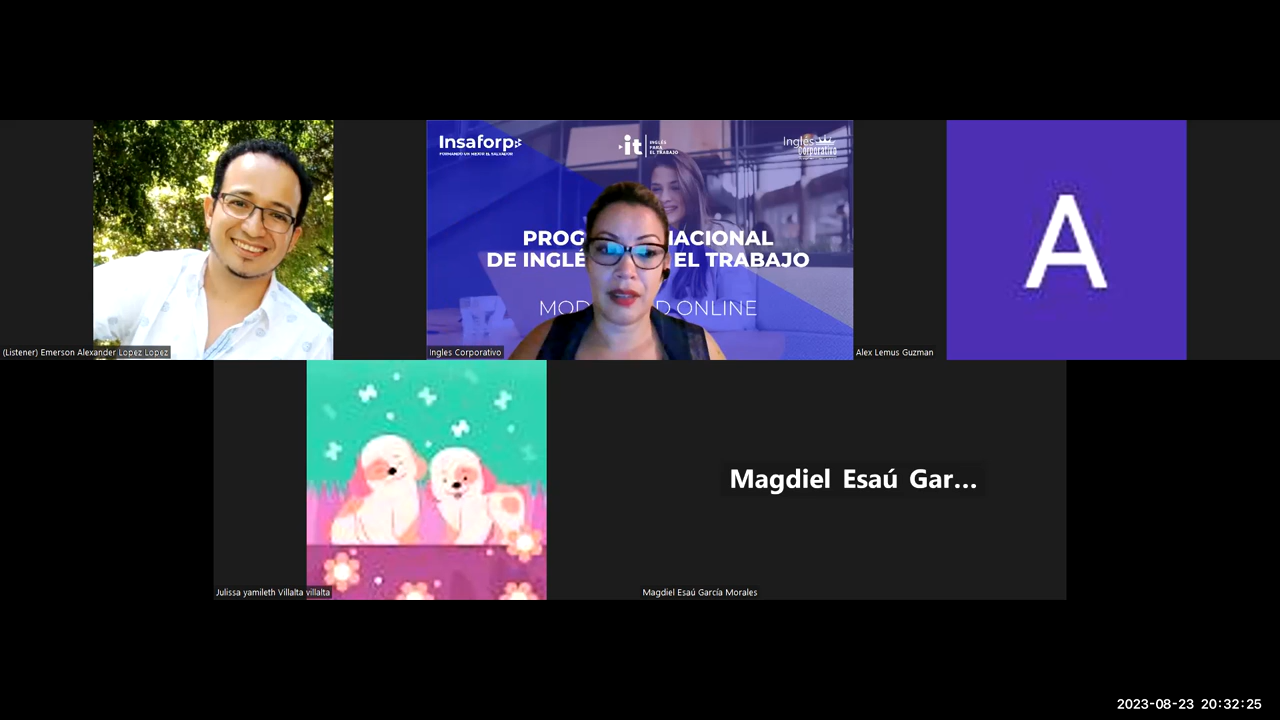 Insaforp
FORMANDO UN MEJOR EL SALVADOR
it
INGLÉS
PARA
EL TRABAJO
Inglés
corporativo
PROG NACIONAL
DE INGLÉ EL TRABAJO
MOD D ONLINE
(Listener) Emerson Alexander Lopez Lopez
Ingles Corporativo
Alex Lemus Guzman
A
Magdiel Esaú Gar...
Julissa yamileth Villalta villalta
Magdiel Esaú García Morales
2023-08-23 20:32:25